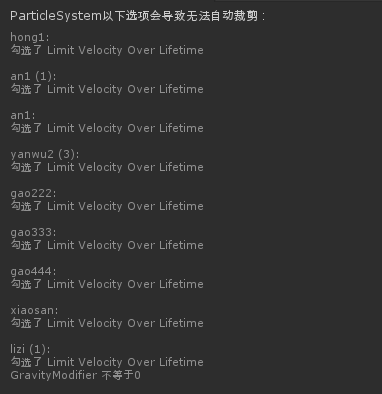 ParticleSystem以下选项会导致无法自动裁剪：
hong1:
勾选了 Limit Velocity Over Lifetime
an1 (1):
勾选了 Limit Velocity Over Lifetime
an1:
勾选了 Limit Velocity Over Lifetime
yanwu2 (3):
勾选了 Limit Velocity Over Lifetime
gao222:
勾选了 Limit Velocity Over Lifetime
gao333:
勾选了 Limit Velocity Over Lifetime
gao444:
勾选了 Limit Velocity Over Lifetime
xiaosan:
勾选了 Limit Velocity Over Lifetime
lizi (1):
勾选了 Limit Velocity Over Lifetime
GravityModifier 不等于0